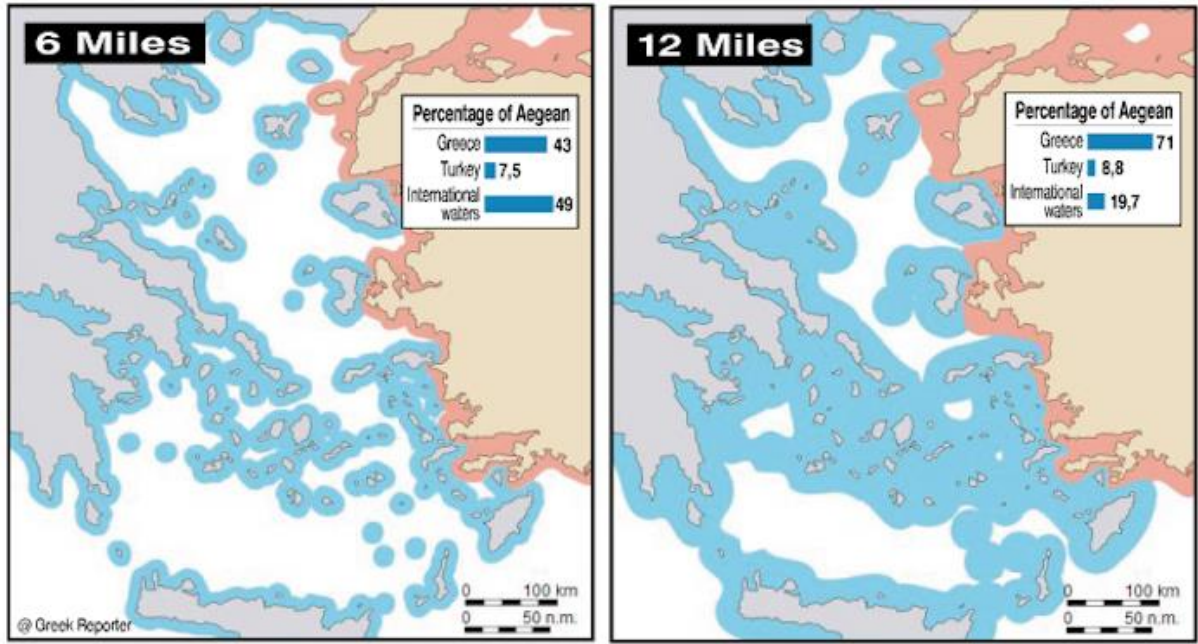 6 Miles
Percentage of Aegean
Greece 43
Turkey 7,5
International
waters 49
0 100 km
0 50 n.m.
@ Greek Reporter
12 Miles
Percentage of Aegean
Greece 71
Turkey 8,8
International
waters 19,7
0 100 km
0 50 n.m.